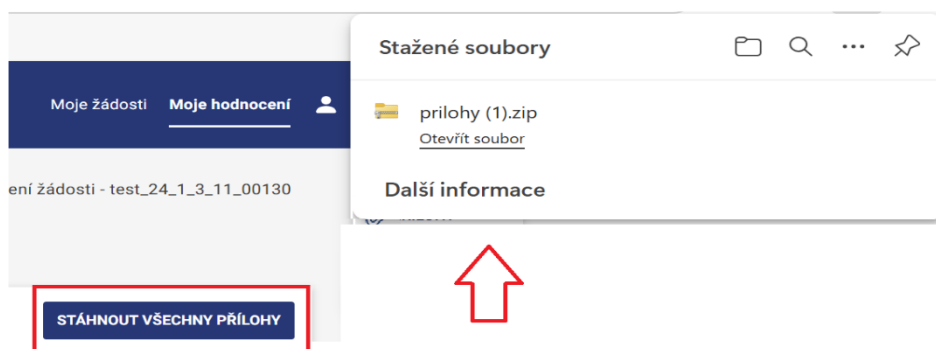 Stažené soubory
Moje žádosti Moje hodnocení
prilohy (1).zip
Otevřít soubor
ení žádosti - test_24_1_3_11_00130
Další informace
STÁHNOUT VŠECHNY PŘÍLOHY